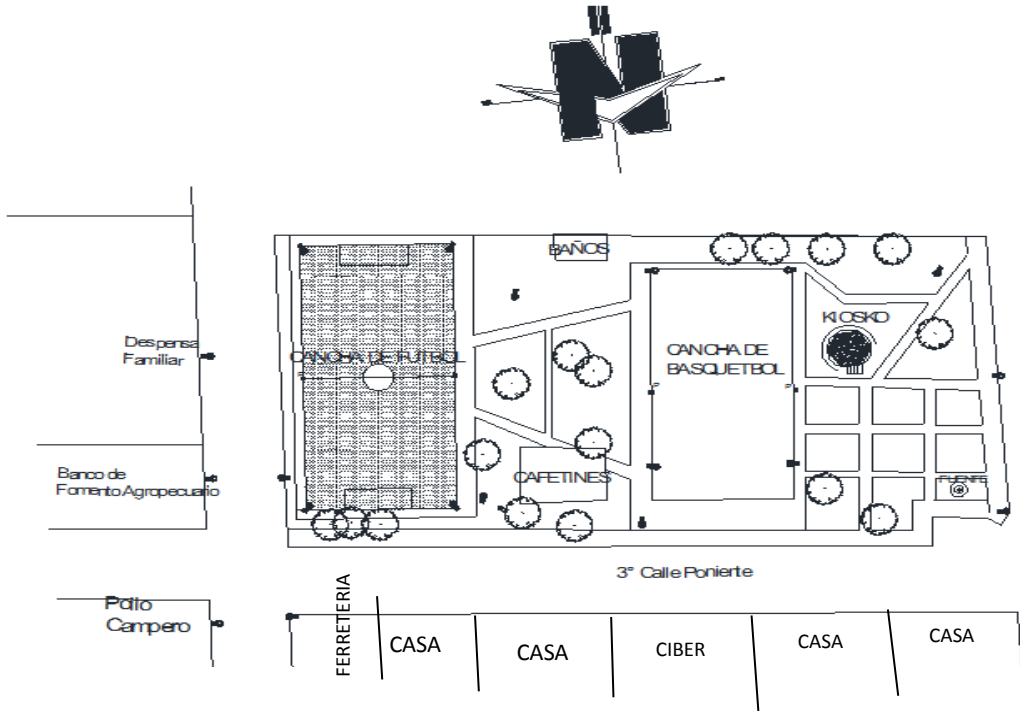 N
BAÑOS
KIOSKO
Despensa
Familiar
CANCHA DE FUTBOL
CANCHA DE
BASQUETBOL
Banco de
Fomento Agropecuario
CAFETINES
FUENTE
3° Calle Poniente
Pollo
Campero
FERRETERIA
CASA
CASA
CIBER
CASA
CASA